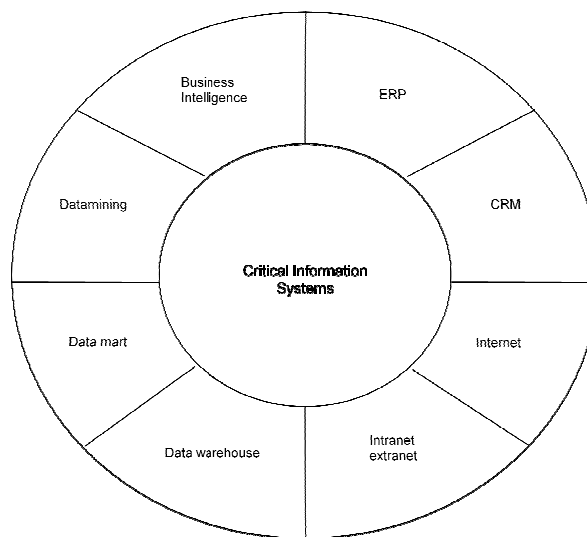 Business
Intelligence
ERP
Datamining
CRM
Critical Information
Systems
Data mart
Internet
Data warehouse
Intranet
extranet